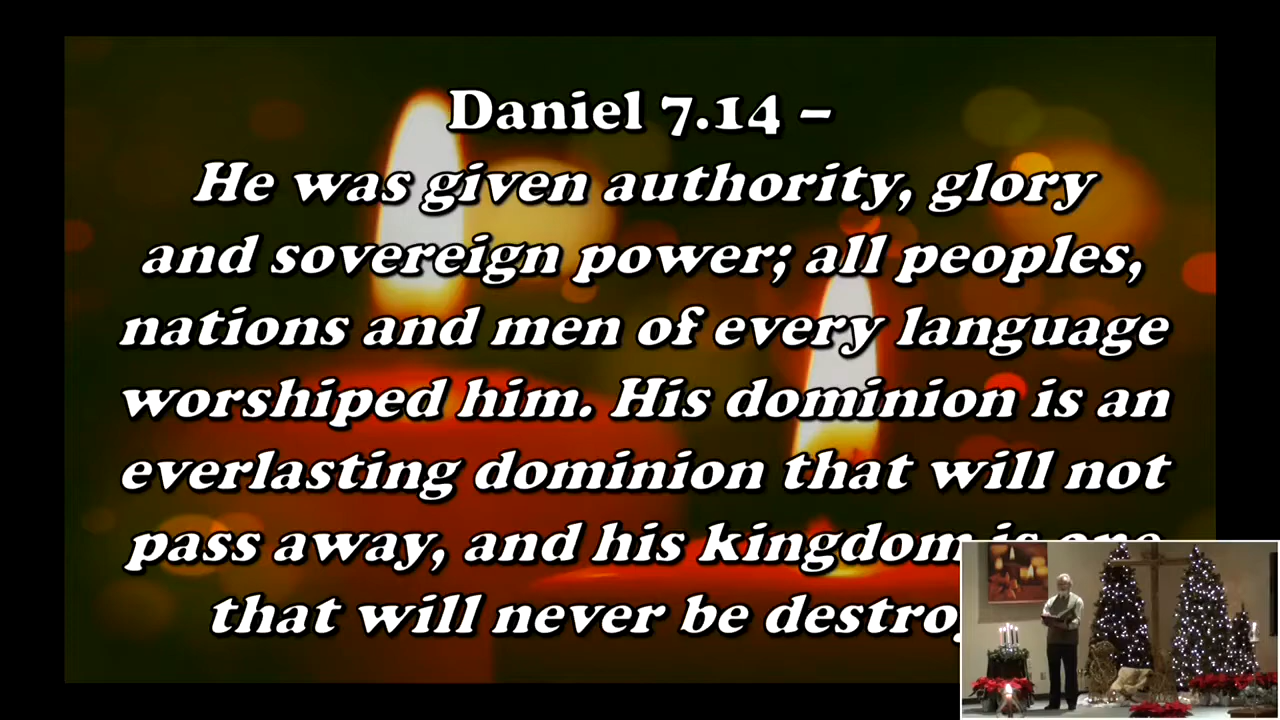 Daniel 7.14 –
He was given authority, glory
and sovereign power; all peoples,
nations and men of every language
worshiped him. His dominion is an
everlasting dominion that will not
pass away, and his kingdom is one
that will never be